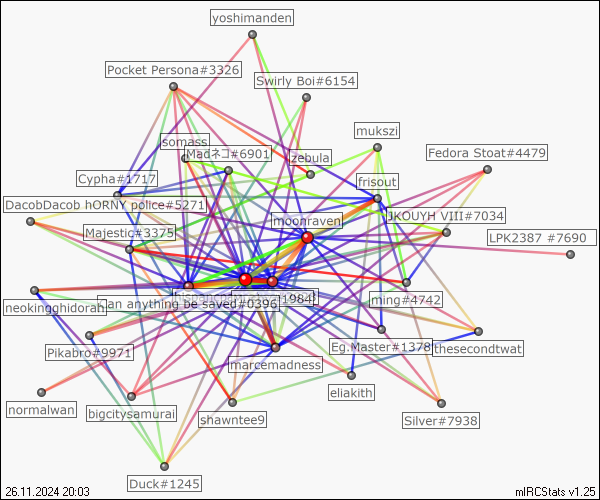 yoshimanden
Pocket Persona#3326
Swirly Boi#6154
mukszi
somass
Madネコ#6901
zebula
Fedora Stoat#4479
Cypha#1717
frisout
DacobDacob hORNY police#5271
moonraven
JKOUYH VIII#7034
Majestic#3375
LPK2387 #7690
can anything be saved#0396
1984
ming#4742
neokingghidorah
Pikabro#9971
Eg.Master#1378
thesecondtwat
marcemadness
eliakith
normalwan
bigcitysamurai
shawntee9
Silver#7938
Duck#1245
26.11.2024 20:03
mIRCStats v1.25